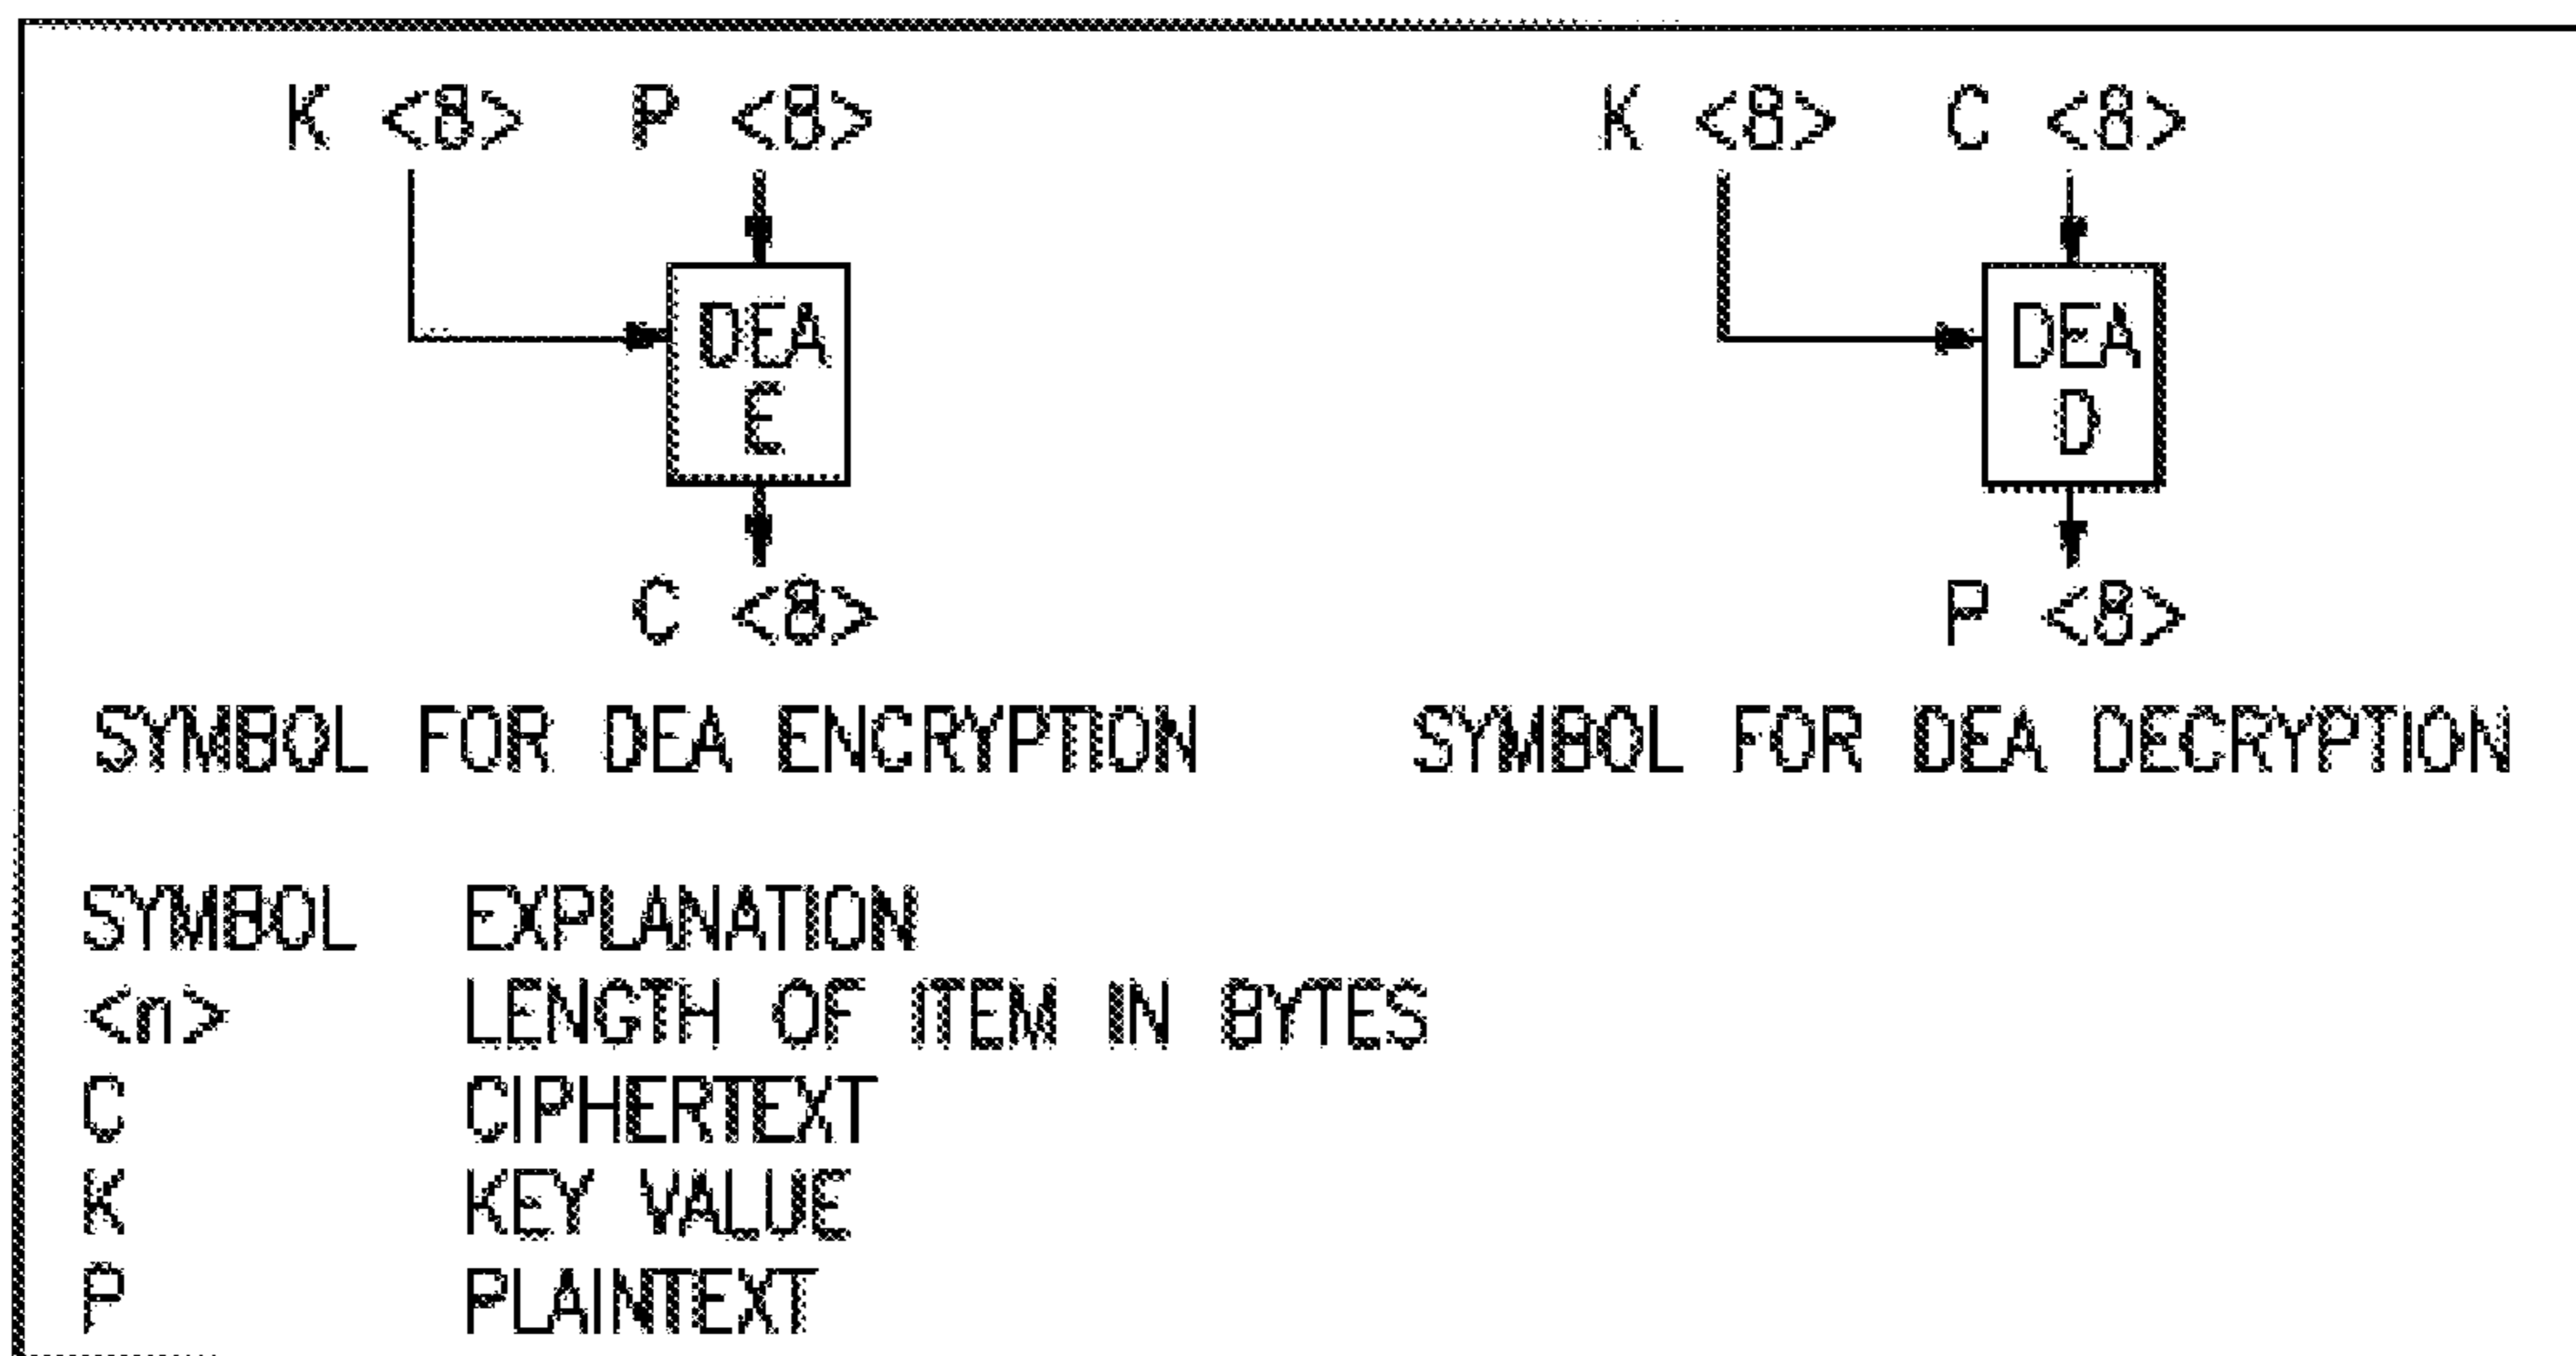 K <8> P <8> K <8> C <8>
DEA DEA
E D
C <8> P <8>
SYMBOL FOR DEA ENCRYPTION SYMBOL FOR DEA DECRYPTION
SYMBOL EXPLANATION
<n> LENGTH OF ITEM IN BYTES
C CIPHERTEXT
K KEY VALUE
P PLAINTEXT